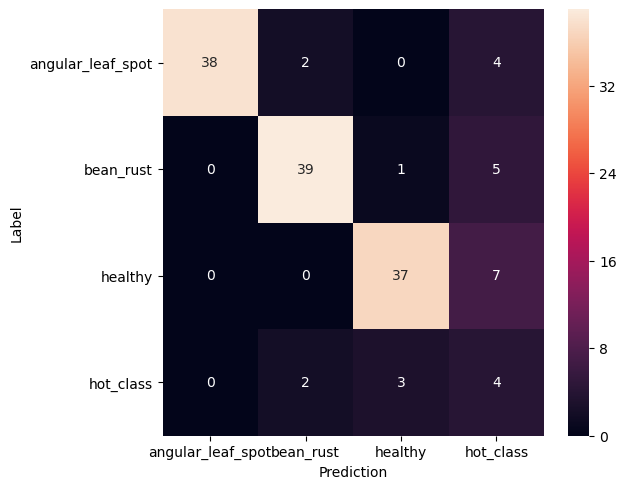 angular_leaf_spot 38 2 0 4
bean_rust 0 39 1 5
healthy 0 0 37 7
hot_class 0 2 3 4
angular_leaf_spot bean_rust healthy hot_class
Prediction
Label
32
24
16
8
0